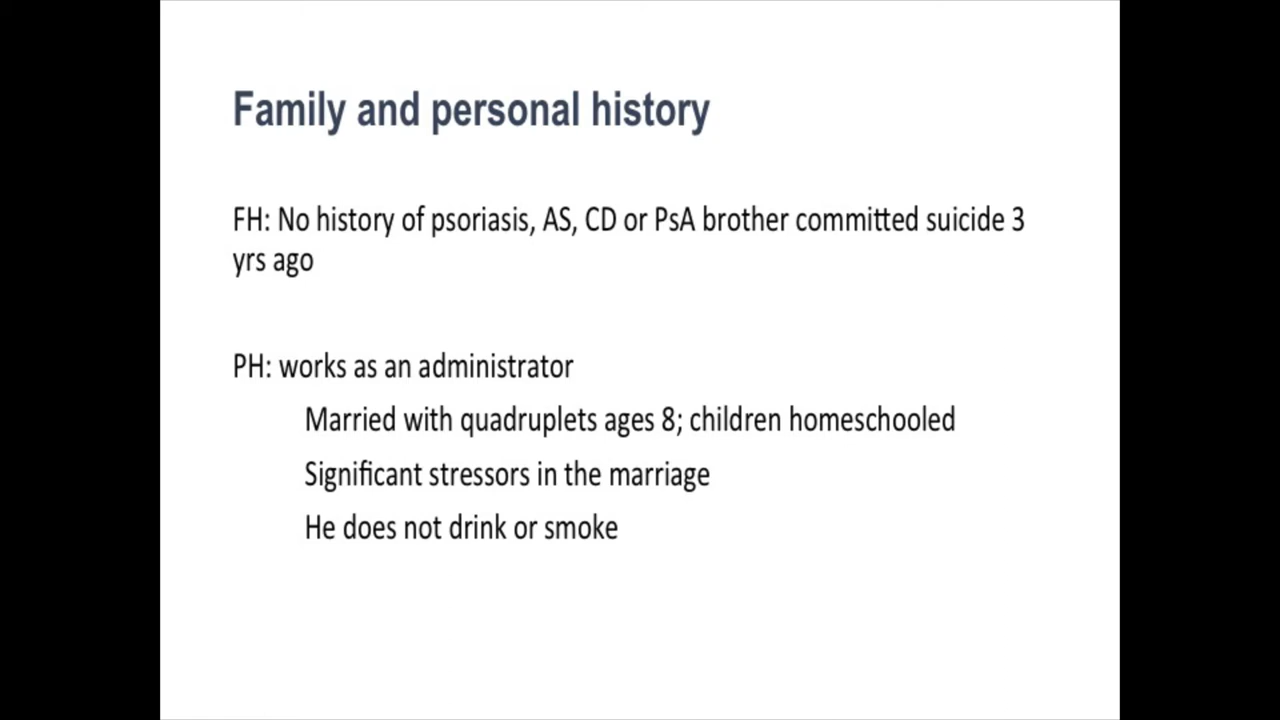 Family and personal history
FH: No history of psoriasis, AS, CD or PsA brother committed suicide 3
yrs ago
PH: works as an administrator
Married with quadruplets ages 8; children homeschooled
Significant stressors in the marriage
He does not drink or smoke